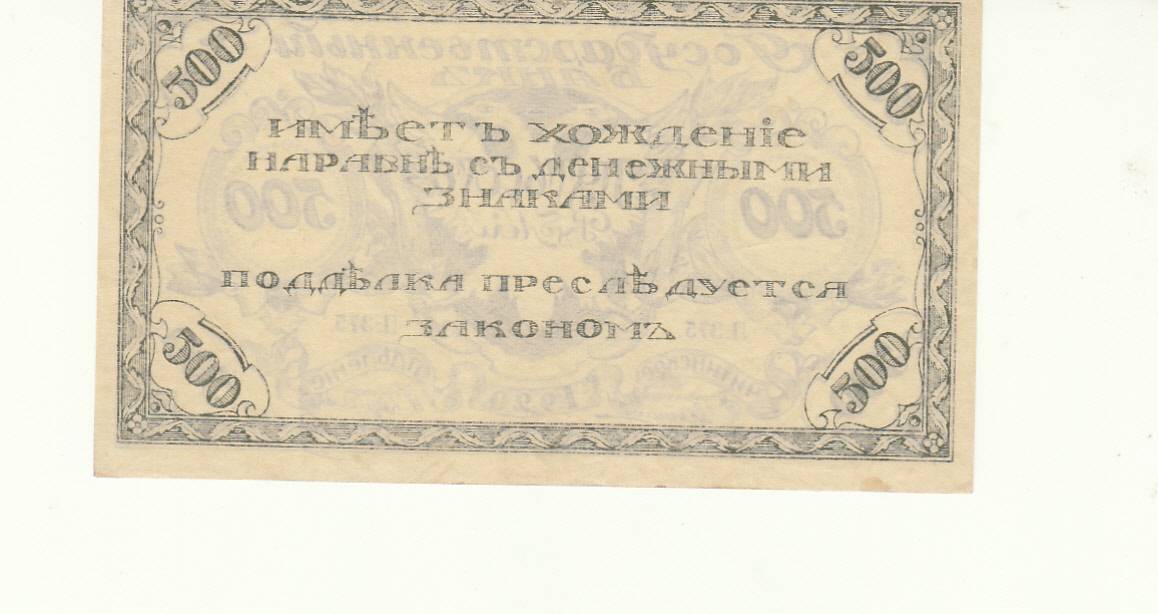 500 500
имѣетъ хожденіе
наравнѣ съ денежными
знаками
поддѣлка преслѣдуется
закономъ
500 500